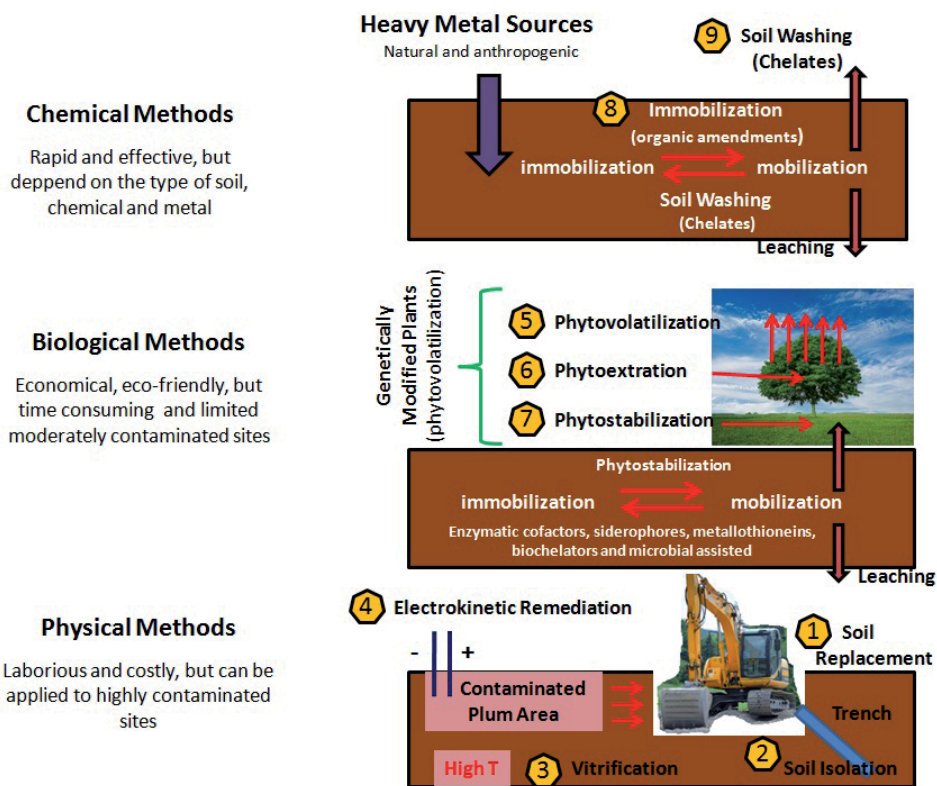 Heavy Metal Sources
Natural and anthropogenic
9 Soil Washing
(Chelates)
Chemical Methods
Rapid and effective, but
deppend on the type of soil,
chemical and metal
8 Immobilization
(organic amendments)
immobilization mobilization
Soil Washing
(Chelates)
Leaching
Biological Methods
Economical, eco-friendly, but
time consuming and limited
moderately contaminated sites
Genetically
Modified Plants
(phytovolatilization)
5 Phytovolatilization
6 Phytoextration
7 Phytostabilization
Phytostabilization
immobilization mobilization
Enzymatic cofactors, siderophores, metallothioneins,
biochelators and microbial assisted
Leaching
Physical Methods
Laborious and costly, but can be
applied to highly contaminated
sites
4 Electrokinetic Remediation
- +
1 Soil
Replacement
Contaminated
Plum Area
Trench
High T
3 Vitrification
2 Soil Isolation